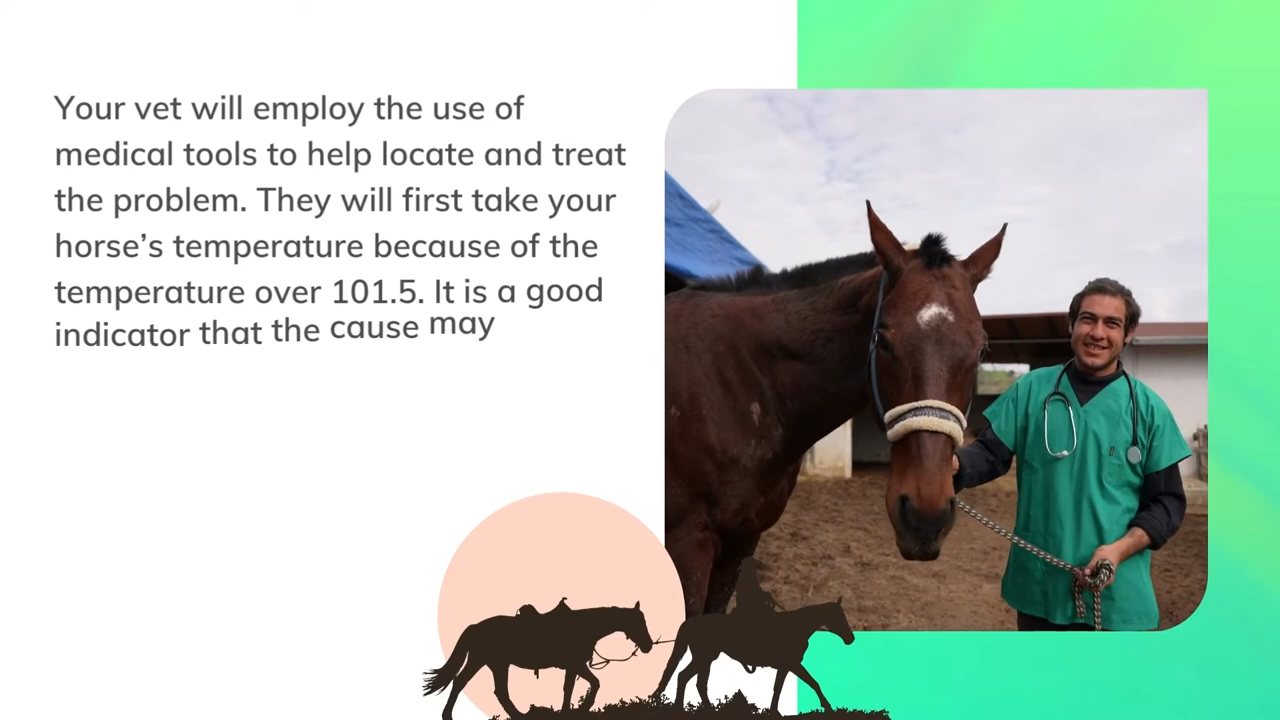 Your vet will employ the use of
medical tools to help locate and treat
the problem. They will first take your
horse’s temperature because of the
temperature over 101.5. It is a good
indicator that the cause may